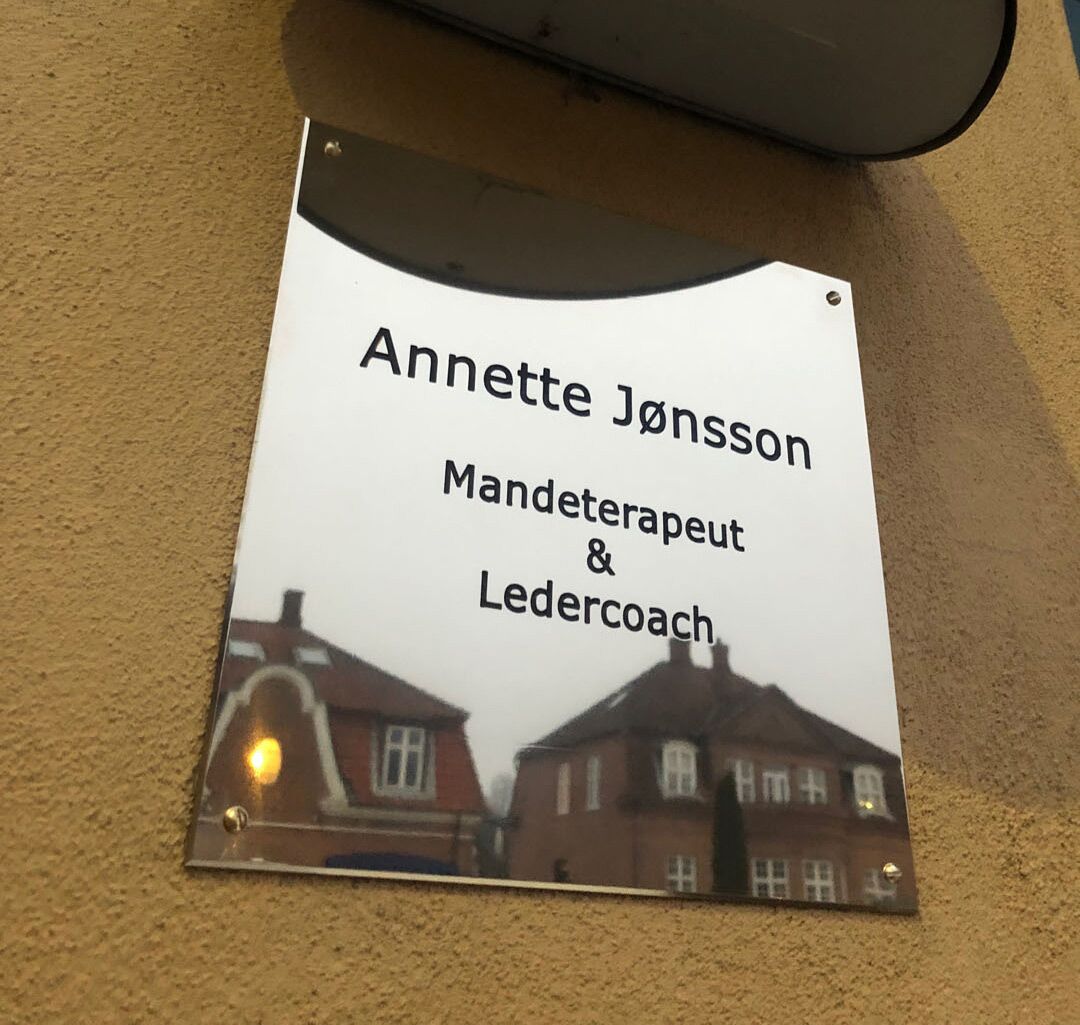 Annette Jønsson
Mandeterapeut
&
Ledercoach